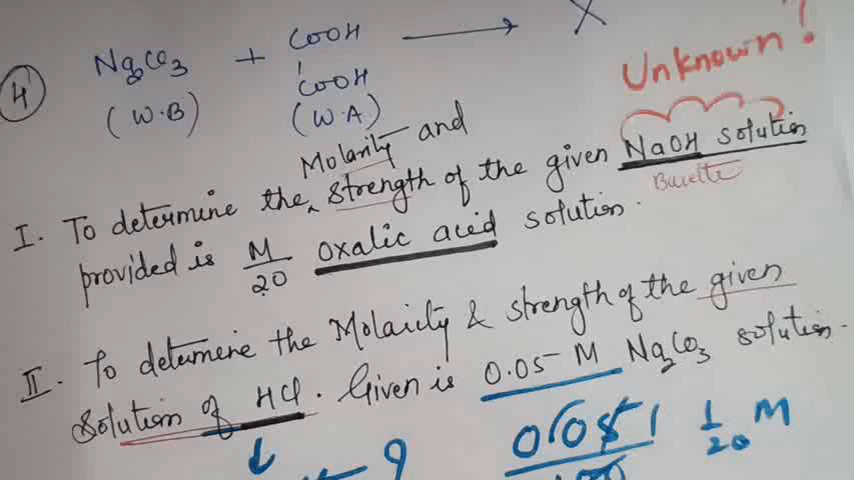 4
Na2CO3 + COOH → X
COOH
(W.B) (W.A)
Unknown!
Molarity and
I. To determine the ^ strength of the given NaOH solution
Burette
provided is M/20 oxalic acid solution.
II. To determine the Molarity & strength of the given
solution of HCl. Given is 0.05 M Na2CO3 solution.
1/20 M